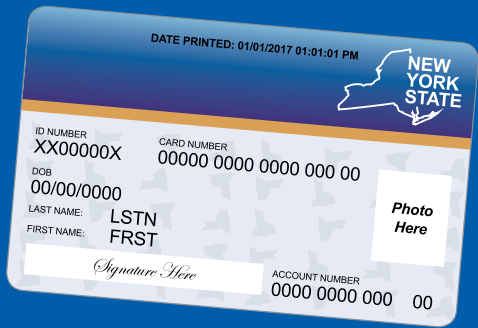 DATE PRINTED: 01/01/2017 01:01:01 PM
NEW
YORK
STATE
ID NUMBER
XX00000X
CARD NUMBER
00000 0000 0000 000 00
DOB
00/00/0000
LAST NAME: LSTN
FIRST NAME: FRST
Photo
Here
Signature Here
ACCOUNT NUMBER
0000 0000 000 00